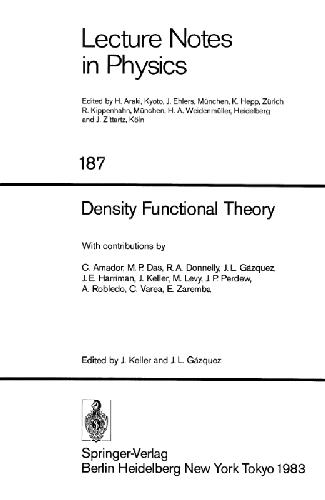 Lecture Notes
in Physics
Edited by H. Araki, Kyoto, J. Ehlers, München, K. Hepp, Zürich
R. Kippenhahn, München, H. A. Weidenmüller, Heidelberg
and J. Zittartz, Köln
187
Density Functional Theory
With contributions by
C. Amador, M. P. Das, R. A. Donnelly, J. L. Gázquez,
J. E. Harriman, J. Keller, M. Levy, J. P. Perdew,
A. Robledo, C. Varea, E. Zaremba
Edited by J. Keller and J. L. Gázquez
Springer-Verlag
Berlin Heidelberg New York Tokyo 1983